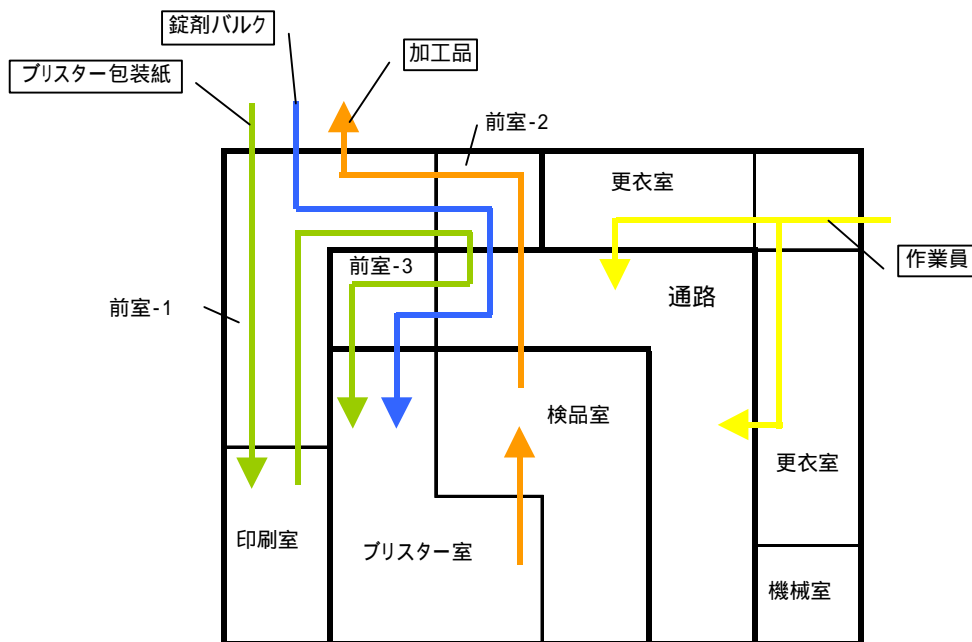 錠剤バルク
加工品
ブリスター包装紙
前室-2
更衣室
作業員
前室-3
通路
前室-1
検品室
更衣室
印刷室
ブリスター室
機械室